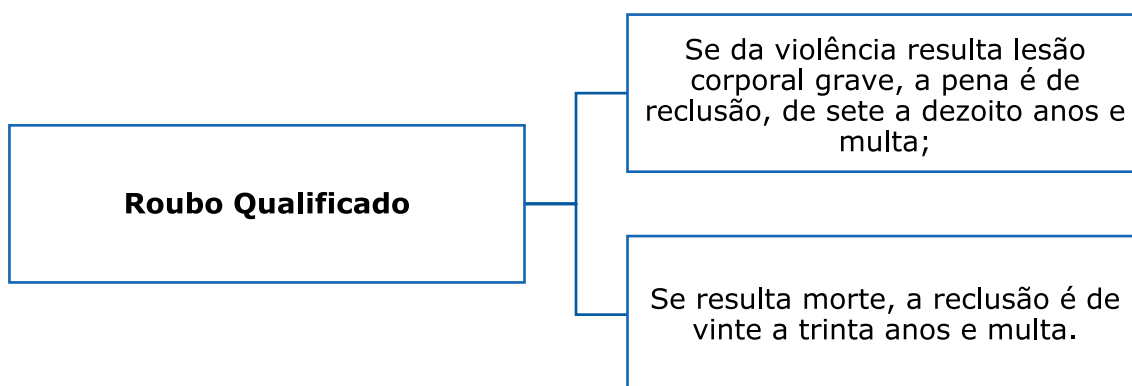 Roubo Qualificado
Se da violência resulta lesão
corporal grave, a pena é de
reclusão, de sete a dezoito anos e
multa;
Se resulta morte, a reclusão é de
vinte a trinta anos e multa.